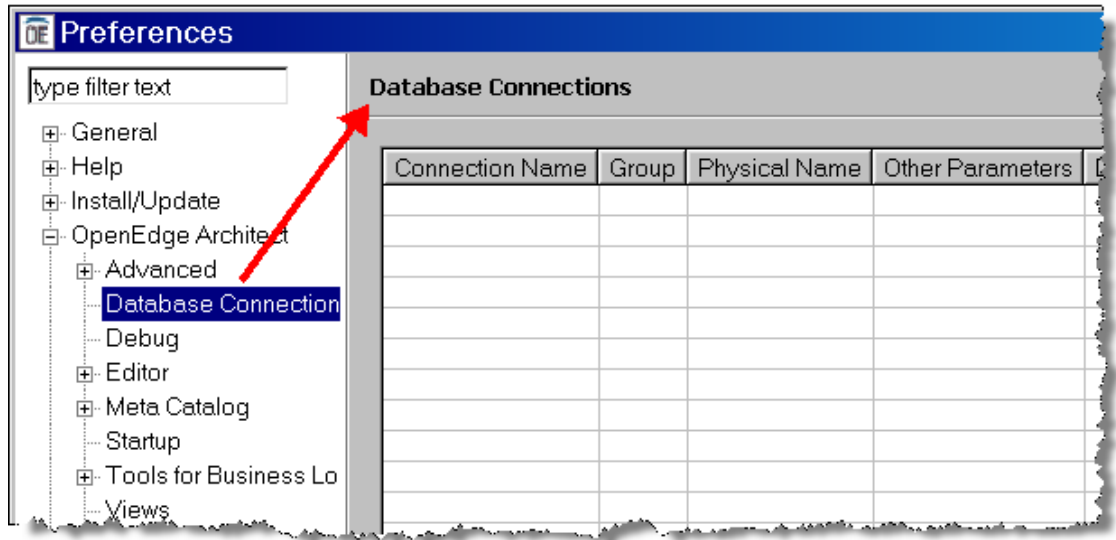 OE Preferences
type filter text
Database Connections
General
Help
Install/Update
OpenEdge Architect
Advanced
Database Connection
Debug
Editor
Meta Catalog
Startup
Tools for Business Lo
Views
Connection Name Group Physical Name Other Parameters